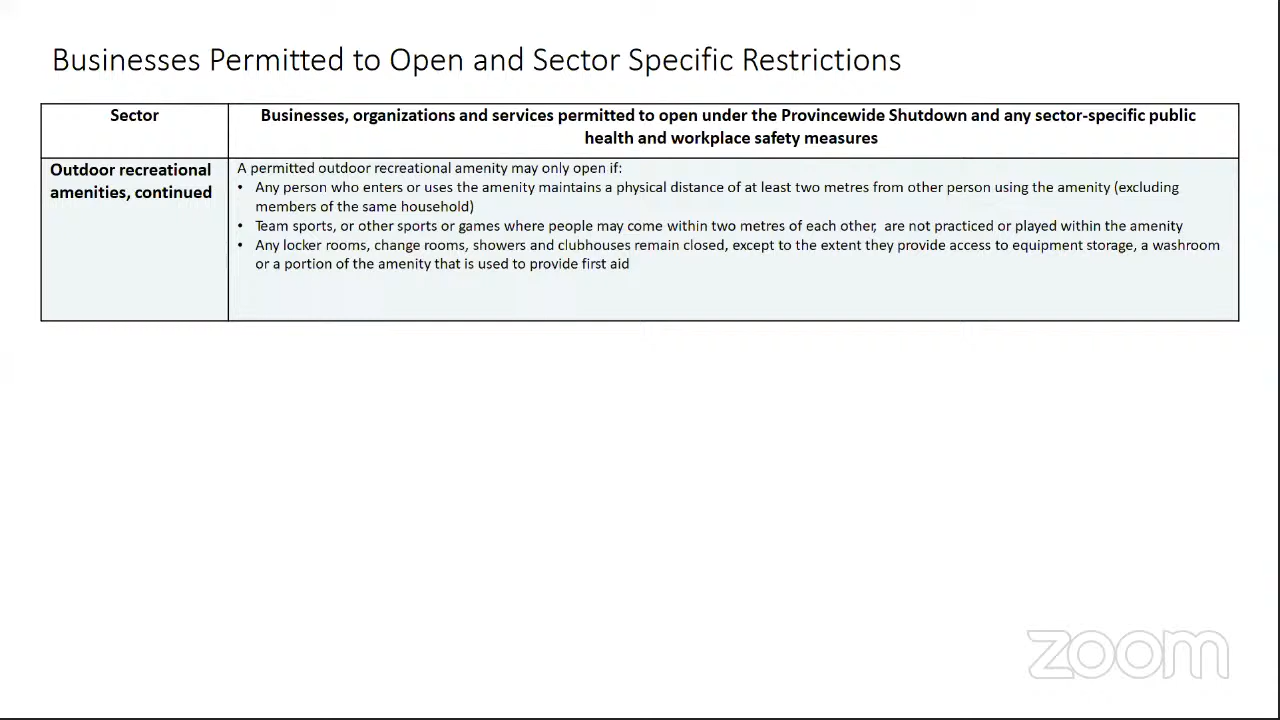 Businesses Permitted to Open and Sector Specific Restrictions
Sector
Businesses, organizations and services permitted to open under the Provincewide Shutdown and any sector-specific public
health and workplace safety measures
Outdoor recreational
amenities, continued
A permitted outdoor recreational amenity may only open if:
• Any person who enters or uses the amenity maintains a physical distance of at least two metres from other person using the amenity (excluding
members of the same household)
• Team sports, or other sports or games where people may come within two metres of each other, are not practiced or played within the amenity
• Any locker rooms, change rooms, showers and clubhouses remain closed, except to the extent they provide access to equipment storage, a washroom
or a portion of the amenity that is used to provide first aid
zoom